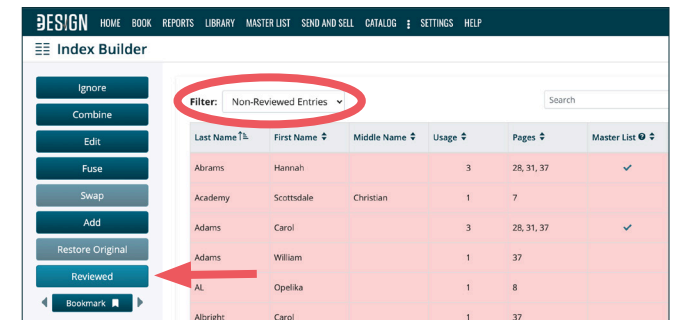 DESIGN HOME BOOK REPORTS LIBRARY MASTER LIST SEND AND SELL CATALOG SETTINGS HELP
Index Builder
Ignore
Combine
Edit
Fuse
Swap
Add
Restore Original
Reviewed
Bookmark
Filter: Non-Reviewed Entries Search
Last Name First Name Middle Name Usage Pages Master List
Abrams Hannah 3 28, 31, 37
Academy Scottsdale Christian 1 7
Adams Carol 3 28, 31, 37
Adams William 1 37
AL Opelika 1 8
Albright Carol 1 37